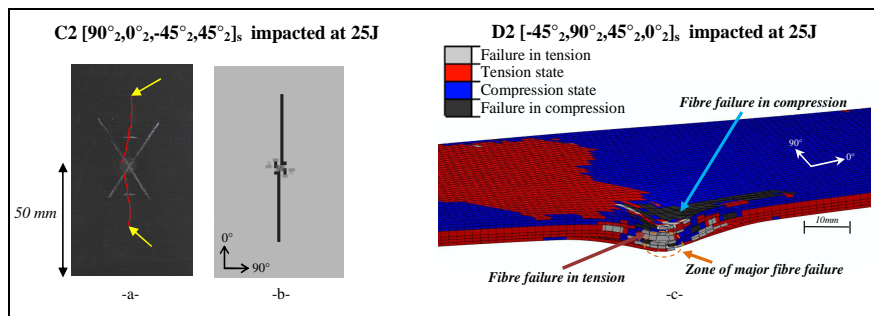 C2 [90°₂,0°₂,-45°₂,45°₂]ₛ impacted at 25J
50 mm
-a-
0°
90°
-b-
D2 [-45°₂,90°₂,45°₂,0°₂]ₛ impacted at 25J
Failure in tension
Tension state
Compression state
Failure in compression
Fibre failure in compression
90°
0°
10mm
Fibre failure in tension
Zone of major fibre failure
-c-